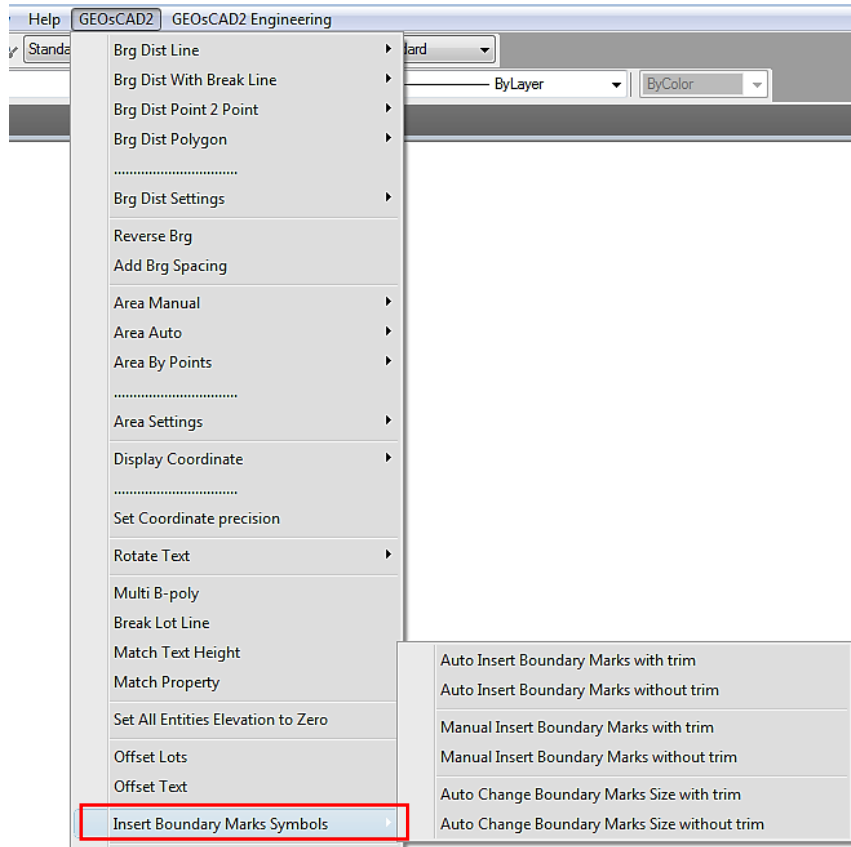 Help GEOsCAD2 GEOsCAD2 Engineering
Standa
dard
ByLayer ByColor
Brg Dist Line
Brg Dist With Break Line
Brg Dist Point 2 Point
Brg Dist Polygon
................................
Brg Dist Settings
Reverse Brg
Add Brg Spacing
Area Manual
Area Auto
Area By Points
................................
Area Settings
Display Coordinate
................................
Set Coordinate precision
Rotate Text
Multi B-poly
Break Lot Line
Match Text Height
Match Property
Set All Entities Elevation to Zero
Offset Lots
Offset Text
Insert Boundary Marks Symbols
Auto Insert Boundary Marks with trim
Auto Insert Boundary Marks without trim
Manual Insert Boundary Marks with trim
Manual Insert Boundary Marks without trim
Auto Change Boundary Marks Size with trim
Auto Change Boundary Marks Size without trim